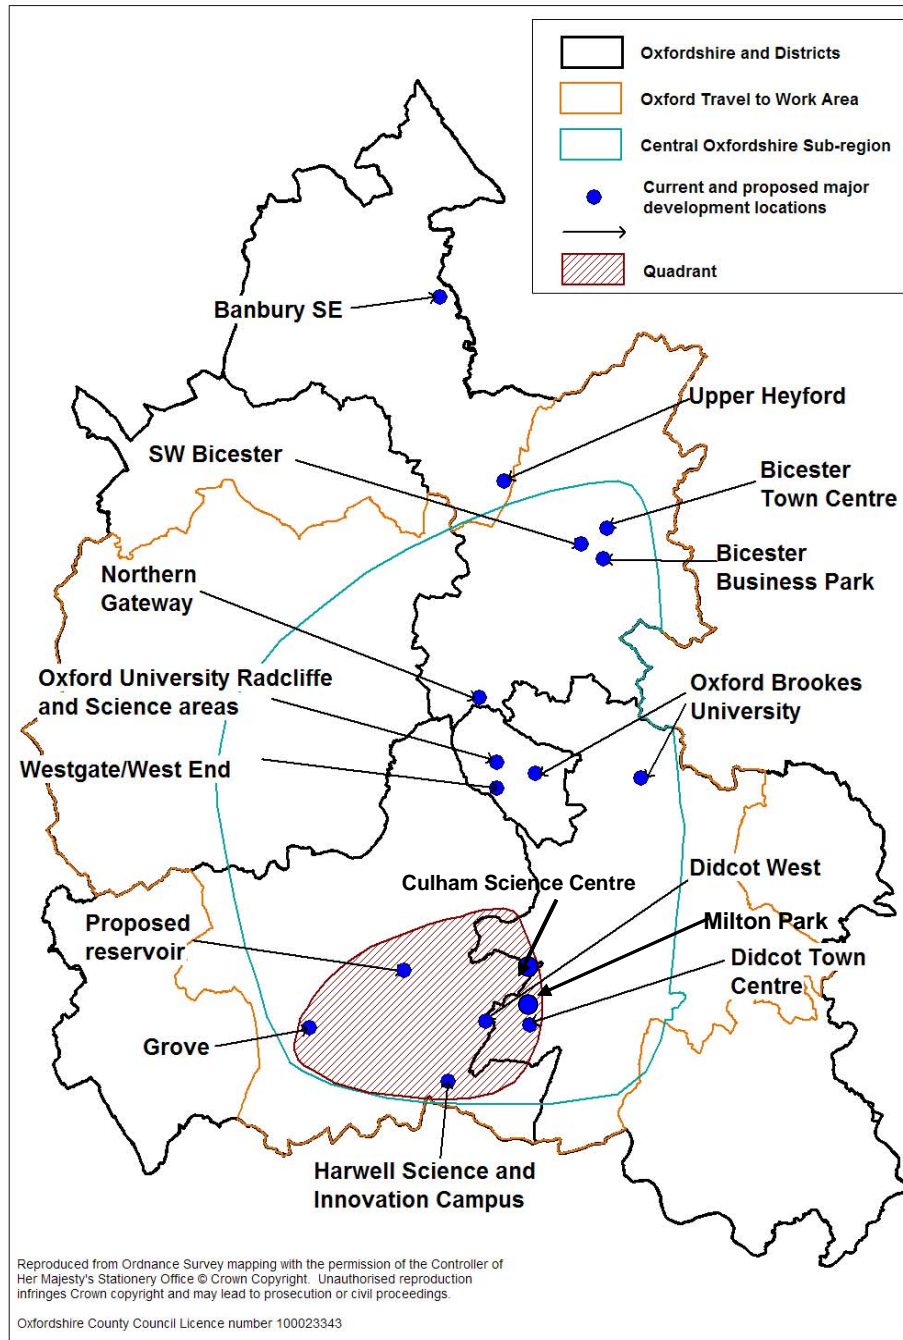 Oxfordshire and Districts
Oxford Travel to Work Area
Central Oxfordshire Sub-region
Current and proposed major
development locations
Quadrant
Banbury SE
Upper Heyford
SW Bicester
Bicester
Town Centre
Bicester
Business Park
Northern
Gateway
Oxford University Radcliffe
and Science areas
Oxford Brookes
University
Westgate/West End
Culham Science Centre
Didcot West
Milton Park
Proposed
reservoir
Didcot Town
Centre
Grove
Harwell Science and
Innovation Campus
Reproduced from Ordnance Survey mapping with the permission of the Controller of
Her Majesty's Stationery Office © Crown Copyright. Unauthorised reproduction
infringes Crown copyright and may lead to prosecution or civil proceedings.
Oxfordshire County Council Licence number 100023343